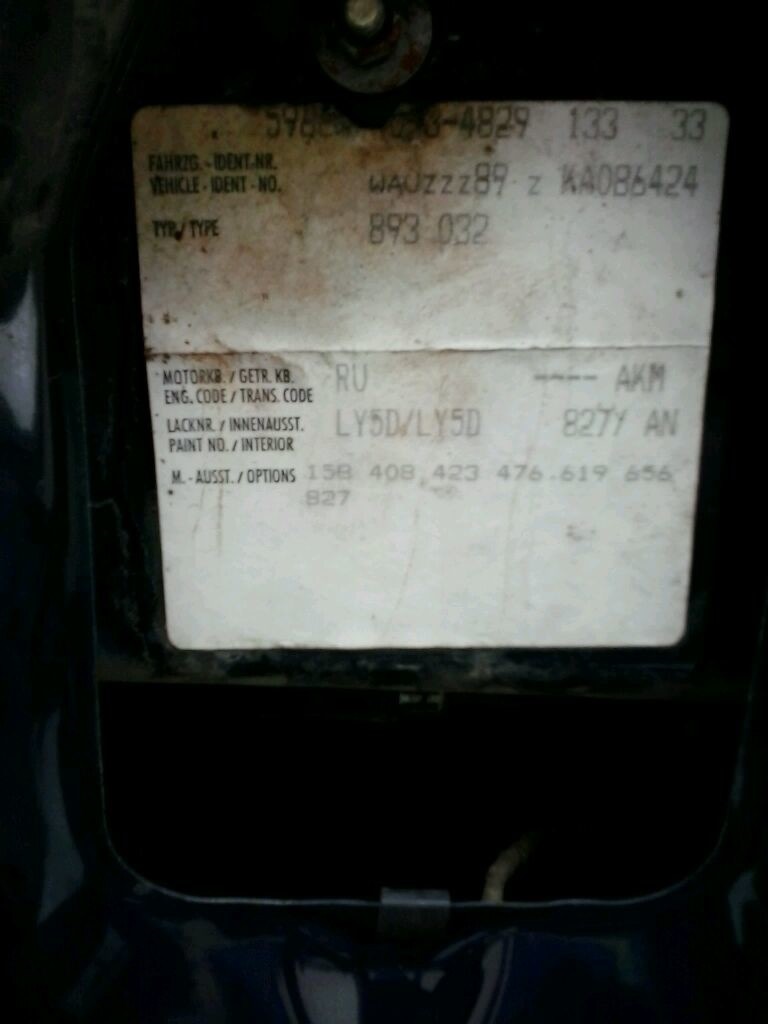 4829 133 33
FAHRZG. - IDENT-NR.
VEHICLE - IDENT - NO. WAUZZZ89 Z KA086424
TYP / TYPE 893 032
MOTORKB. / GETR. KB. RU ---- AKM
ENG. CODE / TRANS. CODE
LACKNR. / INNENAUSST. LY5D/LY5D 827Y AN
PAINT NO. / INTERIOR
M. - AUSST. / OPTIONS 158 408 423 476 619 656
827